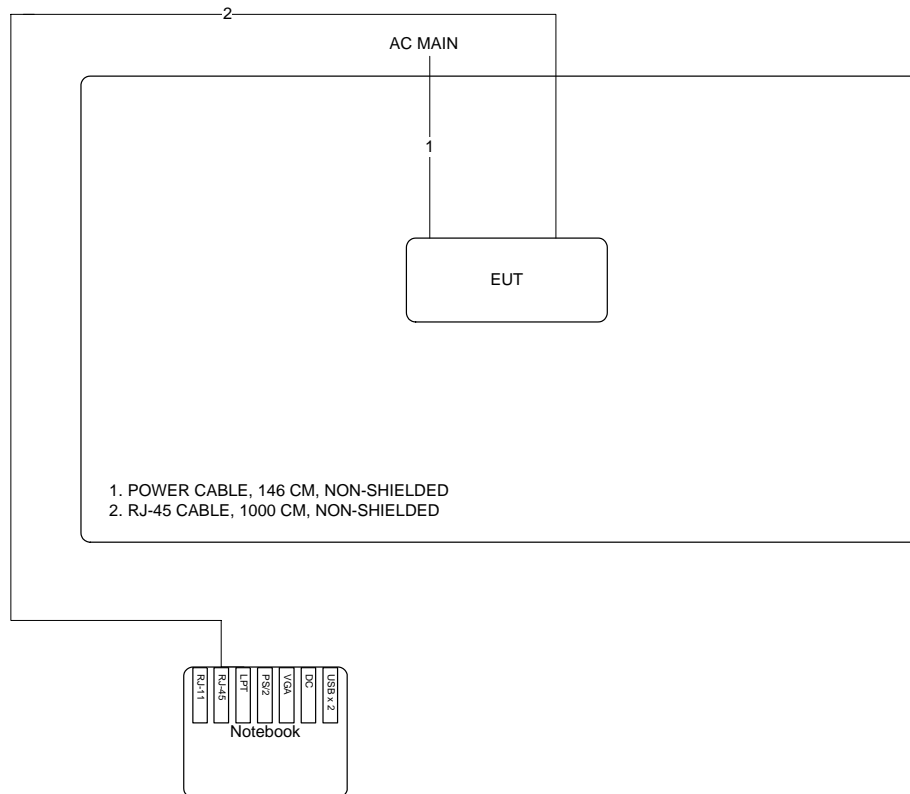 2
AC MAIN
1
EUT
1. POWER CABLE, 146 CM, NON-SHIELDED
2. RJ-45 CABLE, 1000 CM, NON-SHIELDED
RJ-11
RJ-45
LPT
PS/2
VGA
DC
USB x 2
Notebook